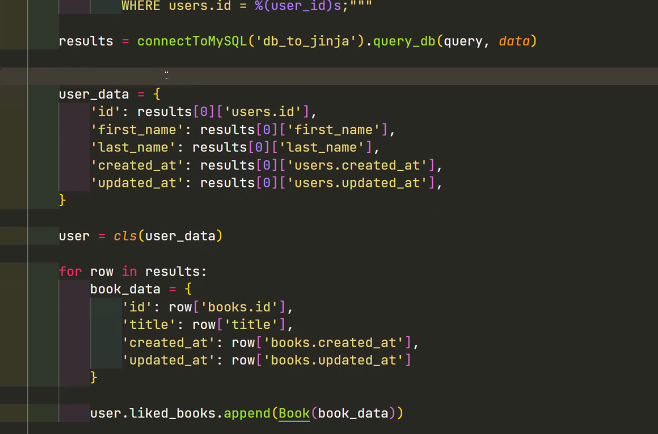 WHERE users.id = %(user_id)s;"""
results = connectToMySQL('db_to_jinja').query_db(query, data)
user_data = {
'id': results[0]['users.id'],
'first_name': results[0]['first_name'],
'last_name': results[0]['last_name'],
'created_at': results[0]['users.created_at'],
'updated_at': results[0]['users.updated_at'],
}
user = cls(user_data)
for row in results:
book_data = {
'id': row['books.id'],
'title': row['title'],
'created_at': row['books.created_at'],
'updated_at': row['books.updated_at']
}
user.liked_books.append(Book(book_data))